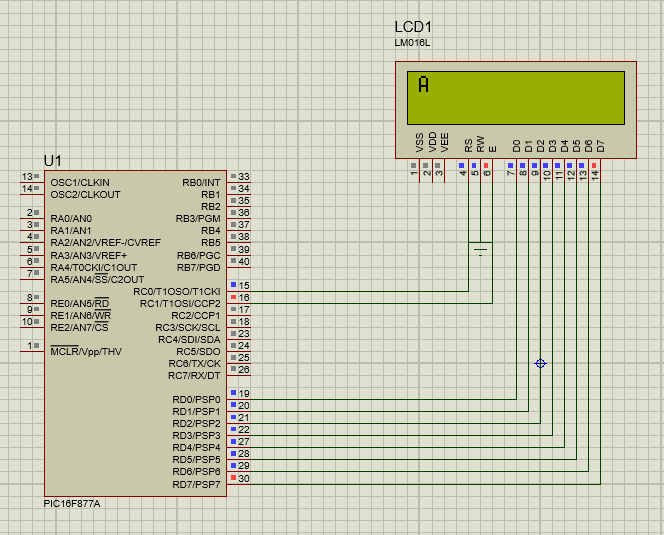 LCD1
LM016L
A
VSS VDD VEE RS RW E D0 D1 D2 D3 D4 D5 D6 D7
1 2 3 4 5 6 7 8 9 10 11 12 13 14
U1
13 OSC1/CLKIN RB0/INT 33
14 OSC2/CLKOUT RB1 34
RB2 35
2 RA0/AN0 RB3/PGM 36
3 RA1/AN1 RB4 37
4 RA2/AN2/VREF-/CVREF RB5 38
5 RA3/AN3/VREF+ RB6/PGC 39
6 RA4/T0CKI/C1OUT RB7/PGD 40
7 RA5/AN4/SS/C2OUT
RC0/T1OSO/T1CKI 15
8 RE0/AN5/RD RC1/T1OSI/CCP2 16
9 RE1/AN6/WR RC2/CCP1 17
10 RE2/AN7/CS RC3/SCK/SCL 18
RC4/SDI/SDA 23
1 MCLR/Vpp/THV RC5/SDO 24
RC6/TX/CK 25
RC7/RX/DT 26
RD0/PSP0 19
RD1/PSP1 20
RD2/PSP2 21
RD3/PSP3 22
RD4/PSP4 27
RD5/PSP5 28
RD6/PSP6 29
RD7/PSP7 30
PIC16F877A